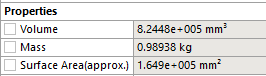 Properties
Volume 8.2448e+005 mm³
Mass 0.98938 kg
Surface Area(approx.) 1.649e+005 mm²